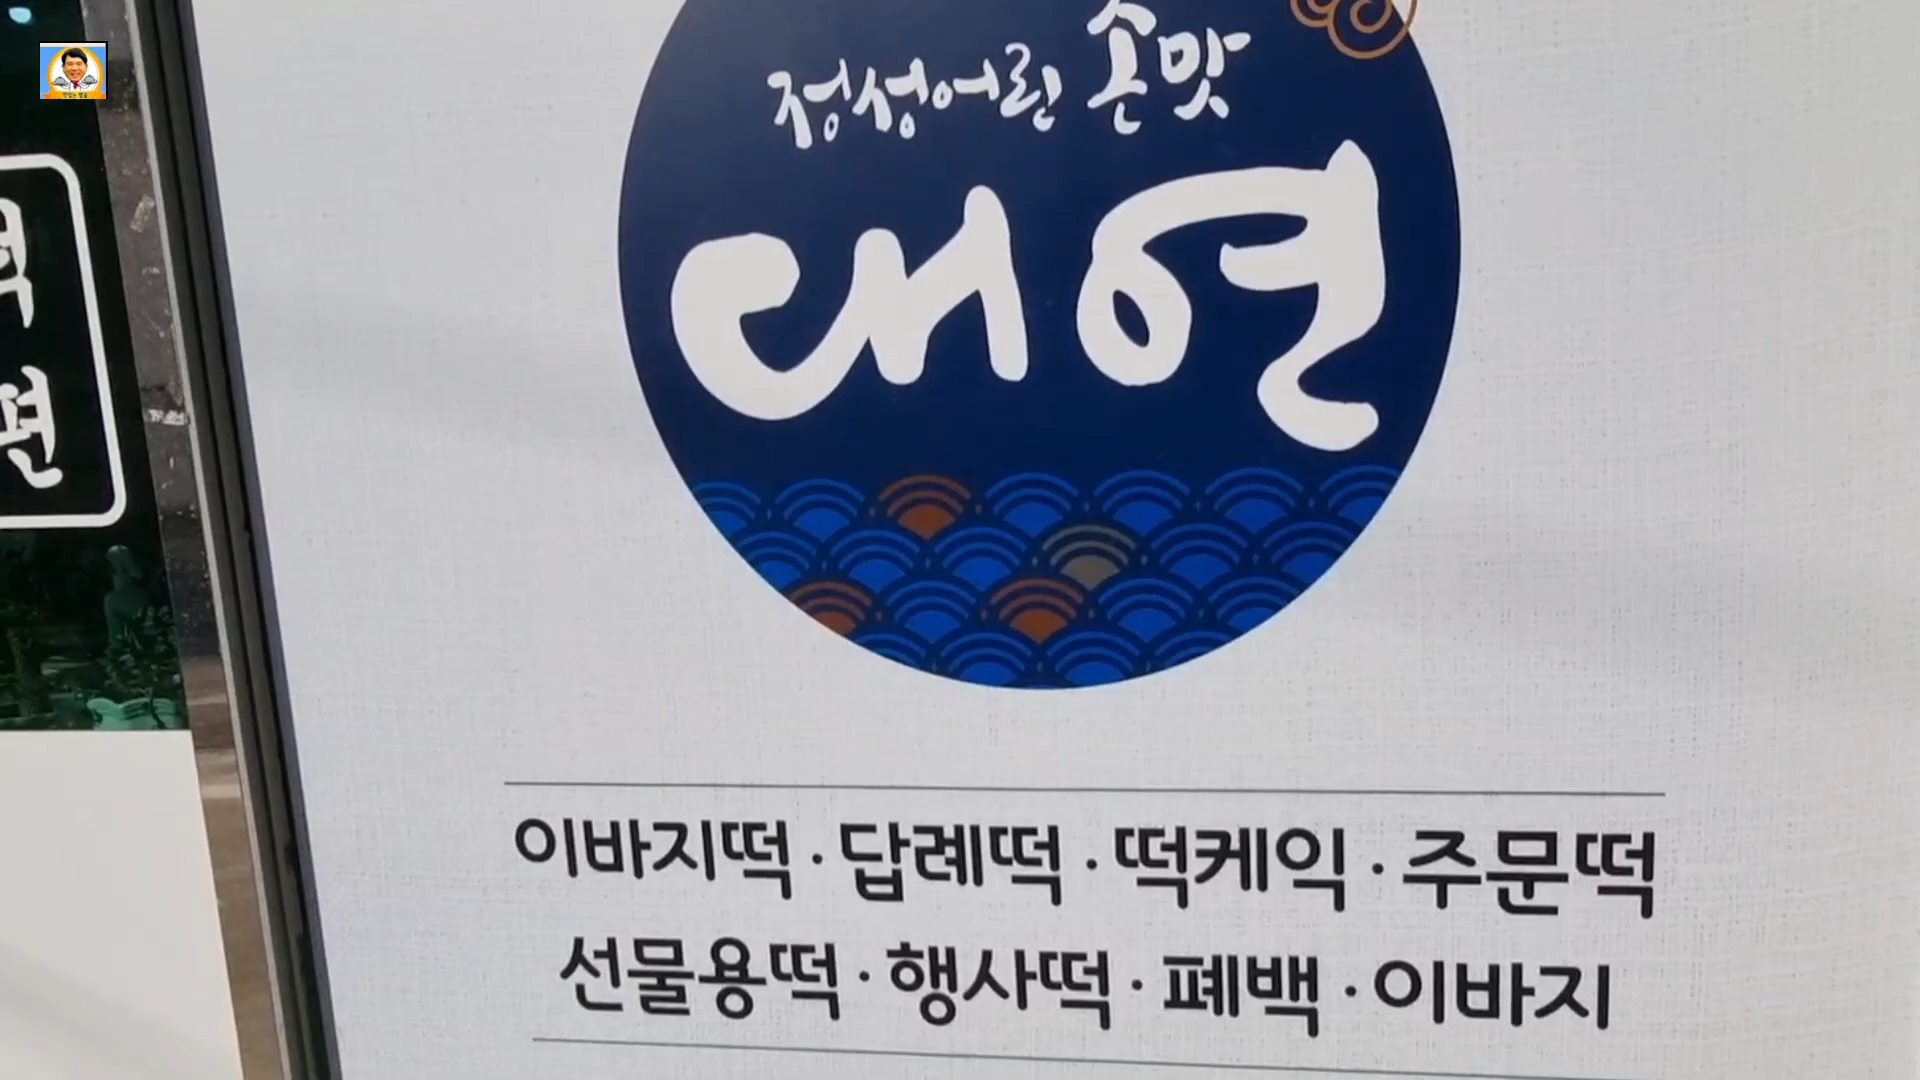 정성어린 손맛
대연
이바지떡·답례떡·떡케익·주문떡
선물용떡·행사떡·폐백·이바지
편